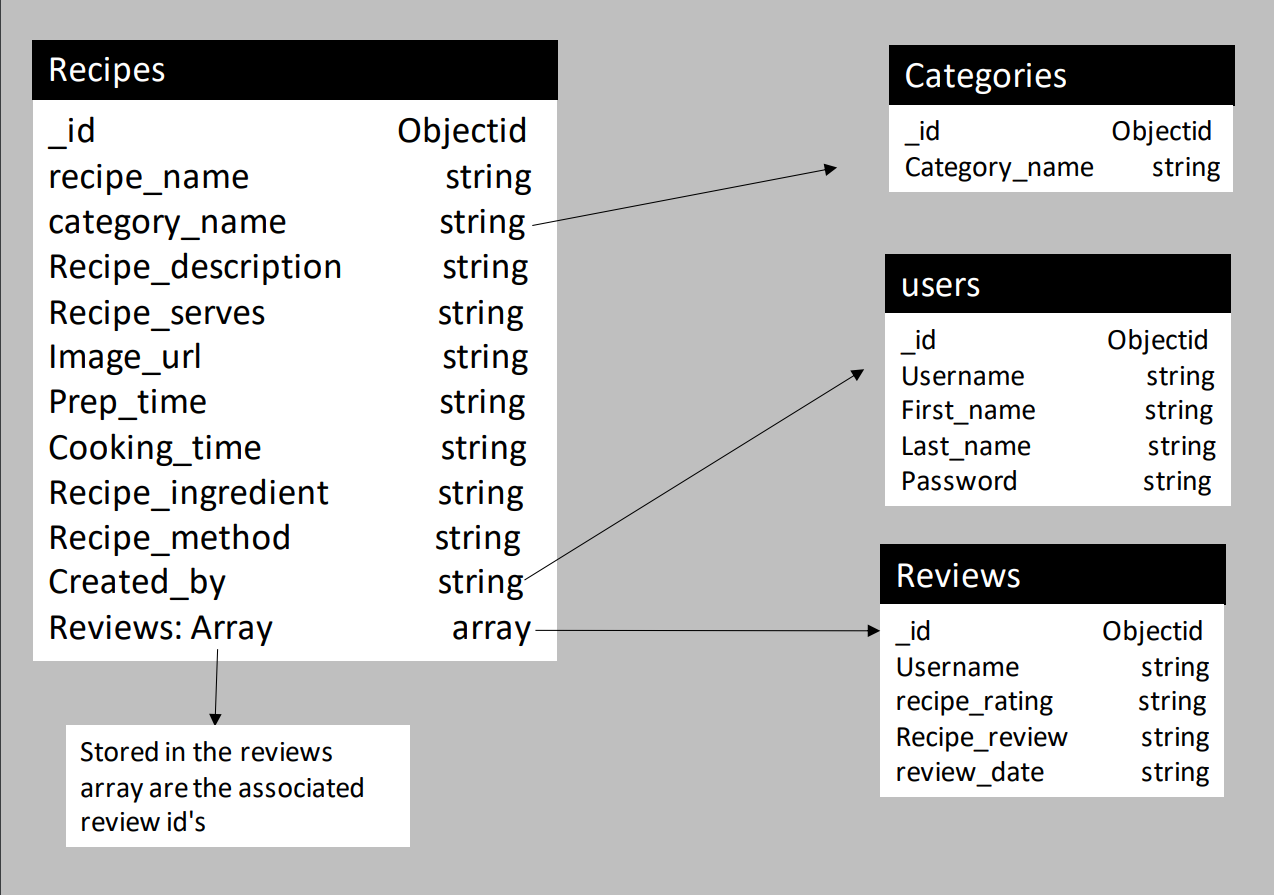 Recipes
_id Objectid
recipe_name string
category_name string
Recipe_description string
Recipe_serves string
Image_url string
Prep_time string
Cooking_time string
Recipe_ingredient string
Recipe_method string
Created_by string
Reviews: Array array
Stored in the reviews
array are the associated
review id's
Categories
_id Objectid
Category_name string
users
_id Objectid
Username string
First_name string
Last_name string
Password string
Reviews
_id Objectid
Username string
recipe_rating string
Recipe_review string
review_date string